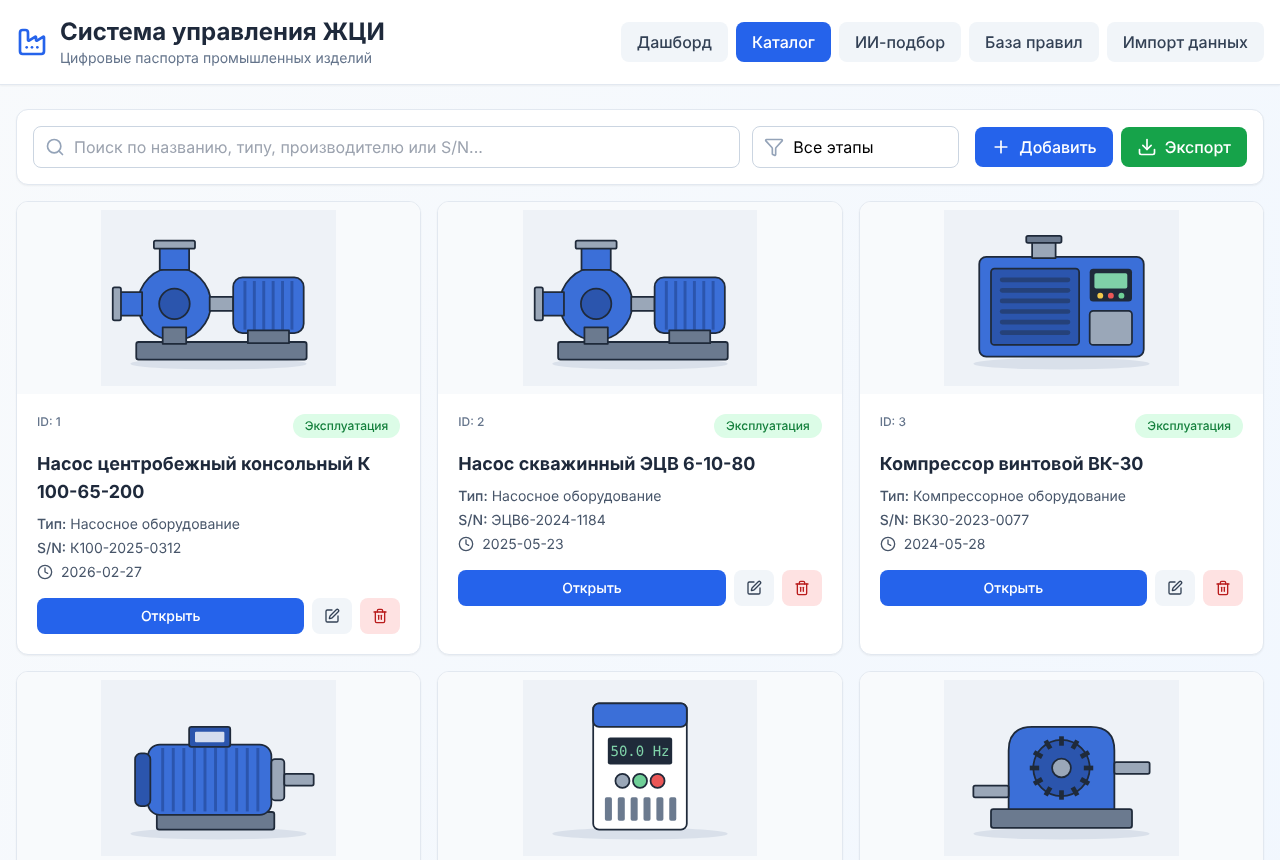 Система управления ЖЦИ
Цифровые паспорта промышленных изделий
Дашборд
Каталог
ИИ-подбор
База правил
Импорт данных
Поиск по названию, типу, производителю или S/N...
Все этапы
Добавить
Экспорт
ID: 1
Эксплуатация
Насос центробежный консольный К
100-65-200
Тип: Насосное оборудование
S/N: К100-2025-0312
2026-02-27
Открыть
ID: 2
Эксплуатация
Насос скважинный ЭЦВ 6-10-80
Тип: Насосное оборудование
S/N: ЭЦВ6-2024-1184
2025-05-23
Открыть
ID: 3
Эксплуатация
Компрессор винтовой ВК-30
Тип: Компрессорное оборудование
S/N: ВК30-2023-0077
2024-05-28
Открыть
50.0 Hz